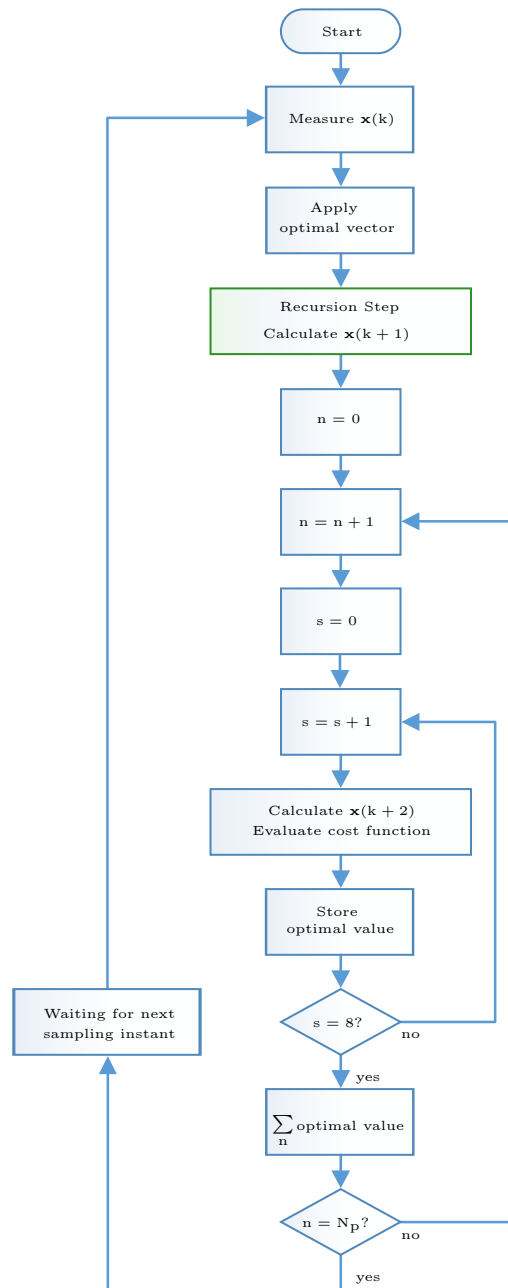 Start
Measure x(k)
Apply
optimal vector
Recursion Step
Calculate x(k + 1)
n = 0
n = n + 1
s = 0
s = s + 1
Calculate x(k + 2)
Evaluate cost function
Store
optimal value
Waiting for next
sampling instant
s = 8?
no
yes
∑ optimal value
n
n = Np?
no
yes